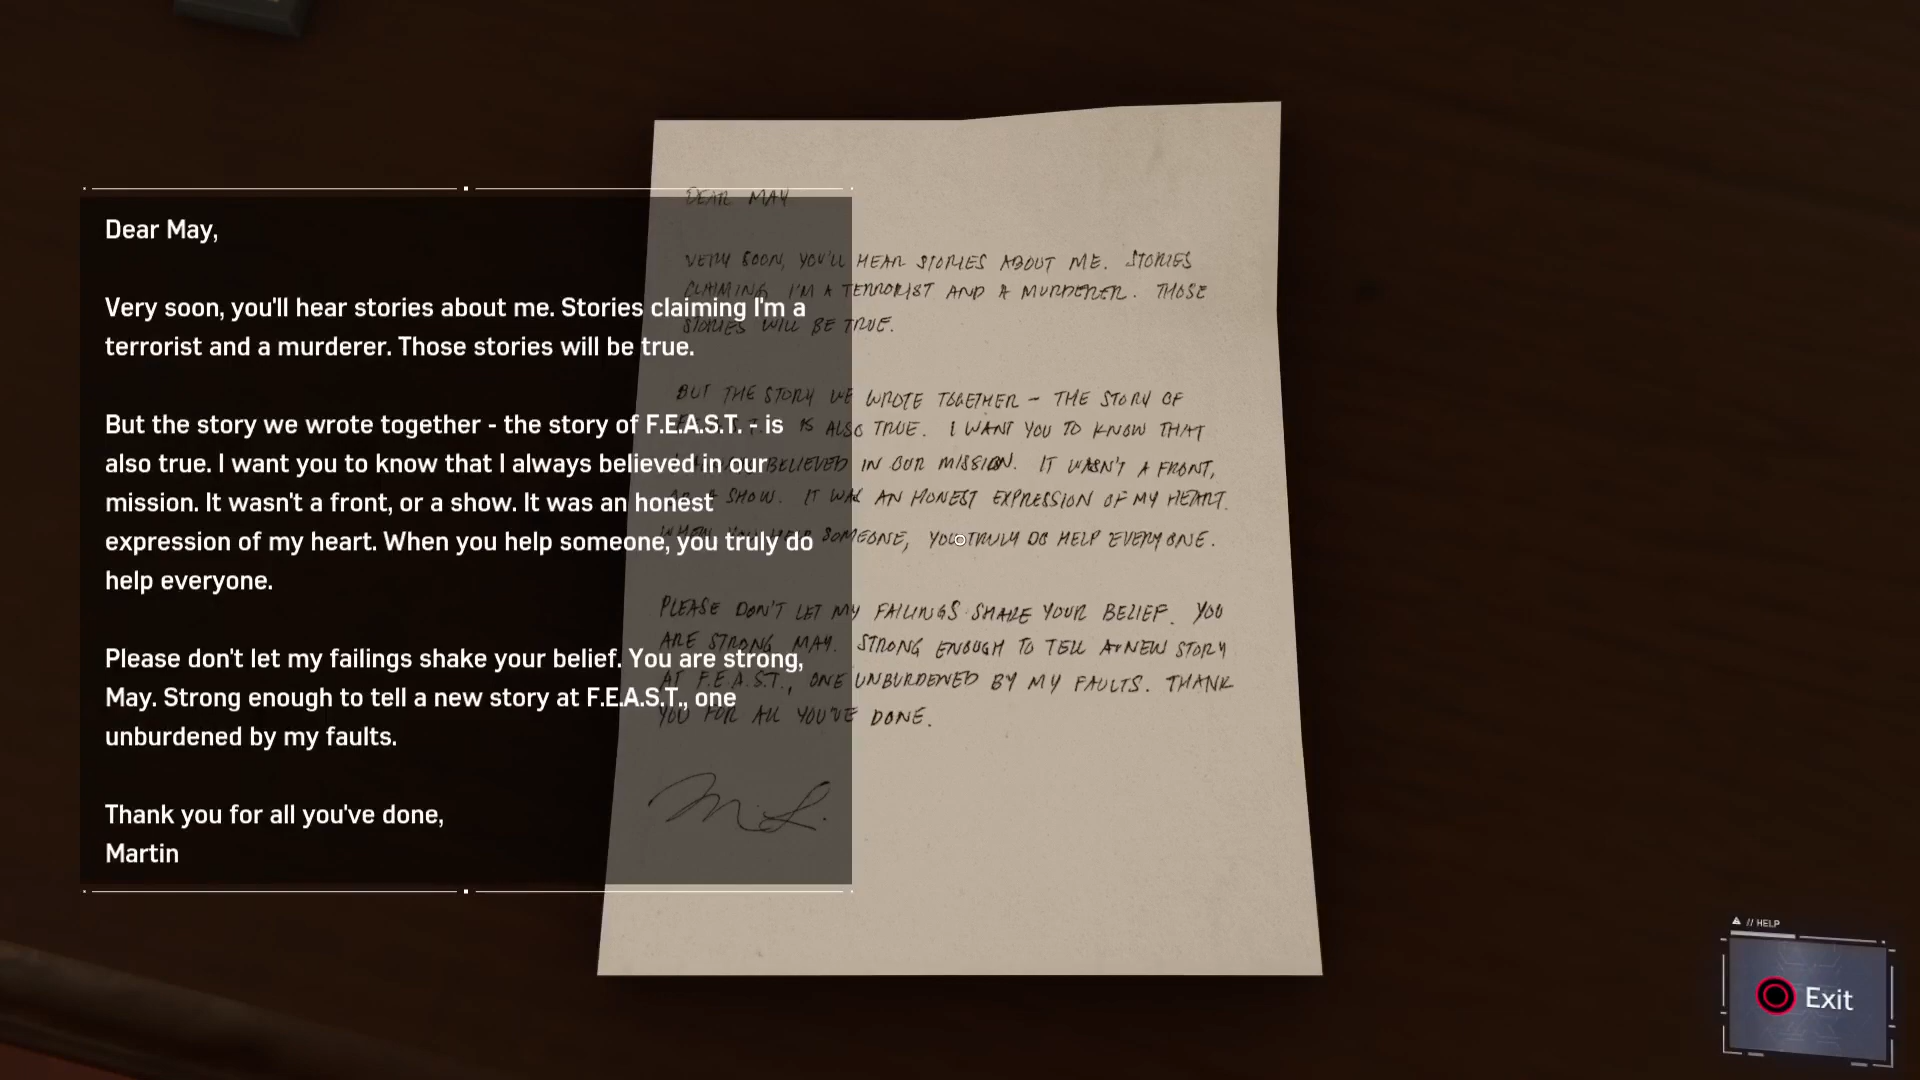 Dear May,
Very soon, you'll hear stories about me. Stories claiming I'm a
terrorist and a murderer. Those stories will be true.
But the story we wrote together - the story of F.E.A.S.T. - is
also true. I want you to know that I always believed in our
mission. It wasn't a front, or a show. It was an honest
expression of my heart. When you help someone, you truly do
help everyone.
Please don't let my failings shake your belief. You are strong,
May. Strong enough to tell a new story at F.E.A.S.T., one
unburdened by my faults.
Thank you for all you've done,
Martin
DEAR MAY
VERY SOON, YOU'LL HEAR STORIES ABOUT ME. STORIES
CLAIMING I'M A TERRORIST AND A MURDERER. THOSE
STORIES WILL BE TRUE.
BUT THE STORY WE WROTE TOGETHER - THE STORY OF
IS ALSO TRUE. I WANT YOU TO KNOW THAT
BELIEVED IN OUR MISSION. IT WASN'T A FRONT,
OR A SHOW. IT WAS AN HONEST EXPRESSION OF MY HEART.
WHEN YOU HELP SOMEONE, YOU TRULY DO HELP EVERYONE.
PLEASE DON'T LET MY FAILINGS SHAKE YOUR BELIEF. YOU
ARE STRONG MAY. STRONG ENOUGH TO TELL A NEW STORY
AT F.E.A.S.T., ONE UNBURDENED BY MY FAULTS. THANK
YOU FOR ALL YOU'VE DONE.
// HELP
Exit